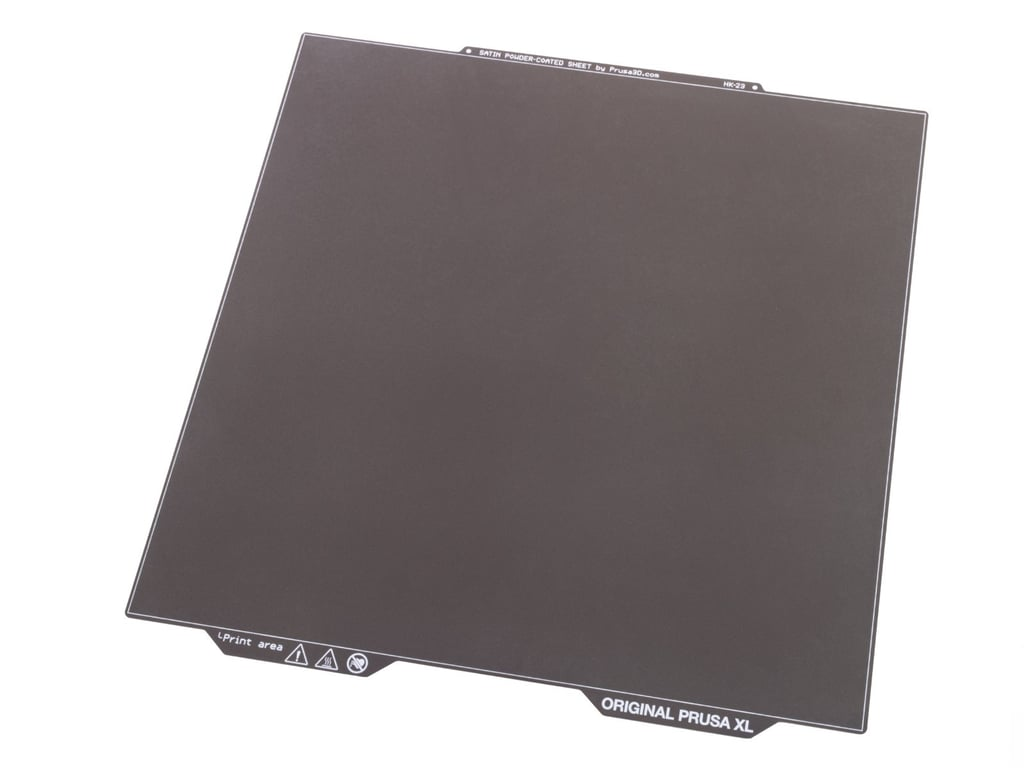 SATIN POWDER-COATED SHEET by Prusa3D.com
HK-23
Print area
ORIGINAL PRUSA XL